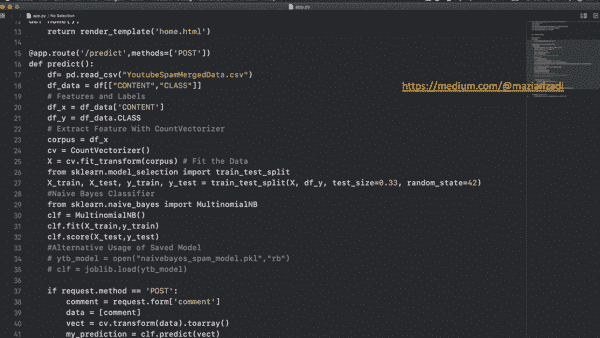 app.py
app.py
No Selection
12 def home():
13     return render_template('home.html')
14
15 @app.route('/predict',methods=['POST'])
16 def predict():
17     df= pd.read_csv("YoutubeSpamMergedData.csv")
18     df_data = df[["CONTENT","CLASS"]]
19     # Features and Labels
20     df_x = df_data['CONTENT']
21     df_y = df_data.CLASS
22     # Extract Feature With CountVectorizer
23     corpus = df_x
24     cv = CountVectorizer()
25     X = cv.fit_transform(corpus) # Fit the Data
26     from sklearn.model_selection import train_test_split
27     X_train, X_test, y_train, y_test = train_test_split(X, df_y, test_size=0.33, random_state=42)
28     #Naive Bayes Classifier
29     from sklearn.naive_bayes import MultinomialNB
30     clf = MultinomialNB()
31     clf.fit(X_train,y_train)
32     clf.score(X_test,y_test)
33     #Alternative Usage of Saved Model
34     # ytb_model = open("naivebayes_spam_model.pkl","rb")
35     # clf = joblib.load(ytb_model)
36
37     if request.method == 'POST':
38         comment = request.form['comment']
39         data = [comment]
40         vect = cv.transform(data).toarray()
41         my_prediction = clf.predict(vect)
https://medium.com/@maziarizadi